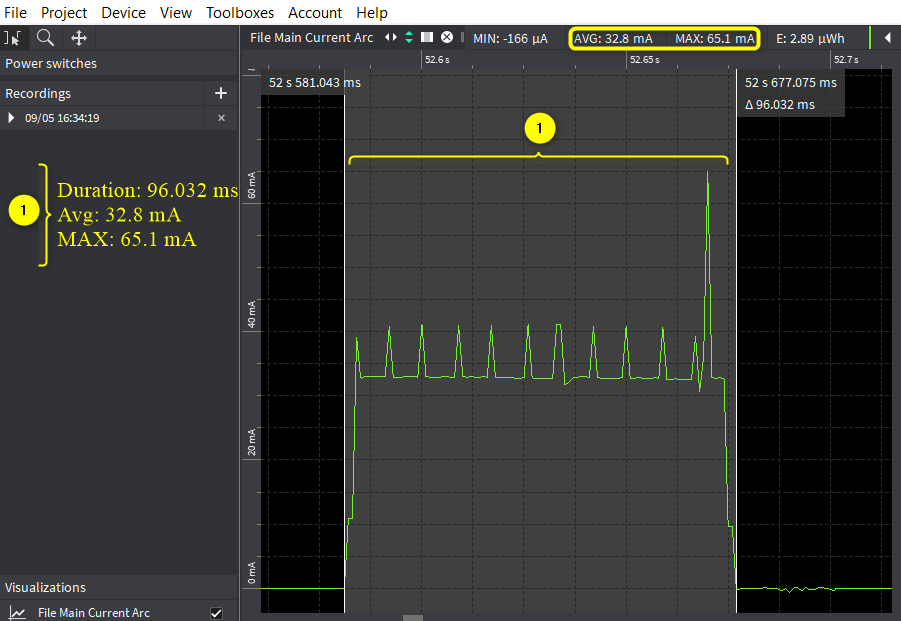 File Project Device View Toolboxes Account Help
File Main Current Arc MIN: -166 µA AVG: 32.8 mA MAX: 65.1 mA E: 2.89 µWh
Power switches
52.6 s 52.65 s 52.7 s
52 s 581.043 ms 52 s 677.075 ms
Δ 96.032 ms
Recordings
09/05 16:34:19
1
1
Duration: 96.032 ms
Avg: 32.8 mA
MAX: 65.1 mA
60 mA
40 mA
20 mA
0 mA
Visualizations
File Main Current Arc